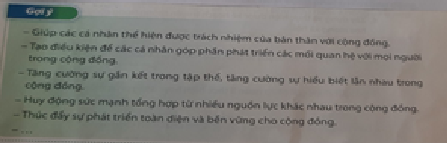 Gợi ý
– Giúp các cá nhân thể hiện được trách nhiệm của bản thân với cộng đồng.
– Tạo điều kiện để các cá nhân góp phần phát triển các mối quan hệ với mọi người
trong cộng đồng.
– Tăng cường sự gắn kết trong tập thể, tăng cường sự hiểu biết lẫn nhau trong
cộng đồng.
– Huy động sức mạnh tổng hợp từ nhiều nguồn lực khác nhau trong cộng đồng.
– Thúc đẩy sự phát triển toàn diện và bền vững cho cộng đồng.
– ...